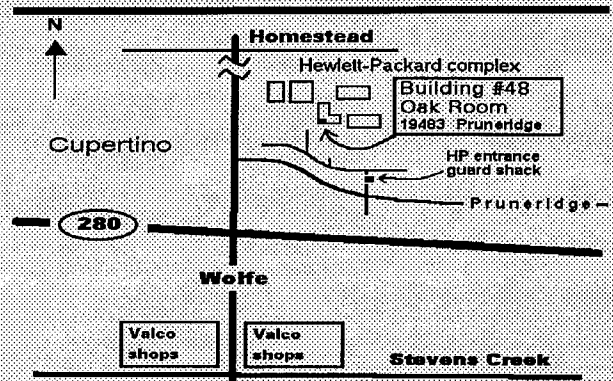 N
Homestead
Hewlett-Packard complex
Building #48
Oak Room
19483 Pruneridge
Cupertino
HP entrance
guard shack
Pruneridge
280
Wolfe
Valco
shops
Valco
shops
Stevens Creek